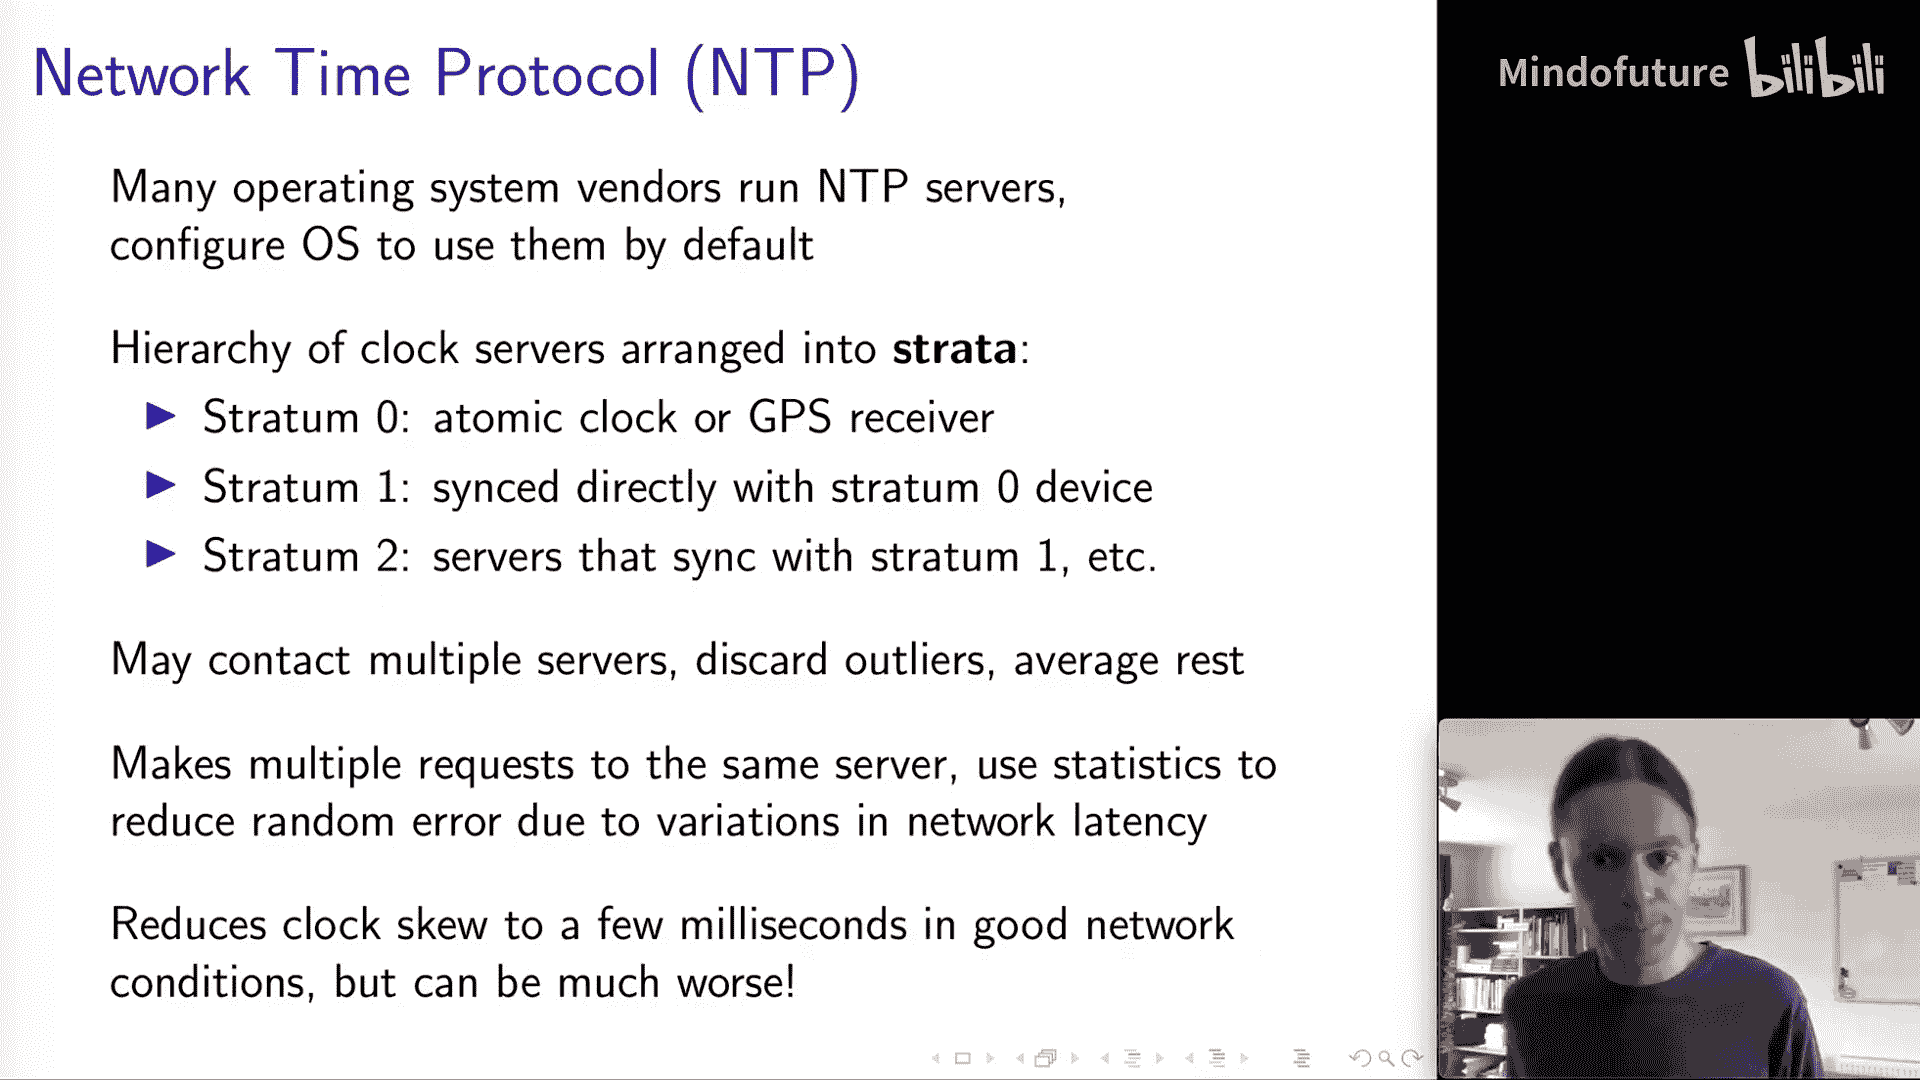 Network Time Protocol (NTP)
Mindofuture bilibili
Many operating system vendors run NTP servers,
configure OS to use them by default
Hierarchy of clock servers arranged into strata:
Stratum 0: atomic clock or GPS receiver
Stratum 1: synced directly with stratum 0 device
Stratum 2: servers that sync with stratum 1, etc.
May contact multiple servers, discard outliers, average rest
Makes multiple requests to the same server, use statistics to
reduce random error due to variations in network latency
Reduces clock skew to a few milliseconds in good network
conditions, but can be much worse!